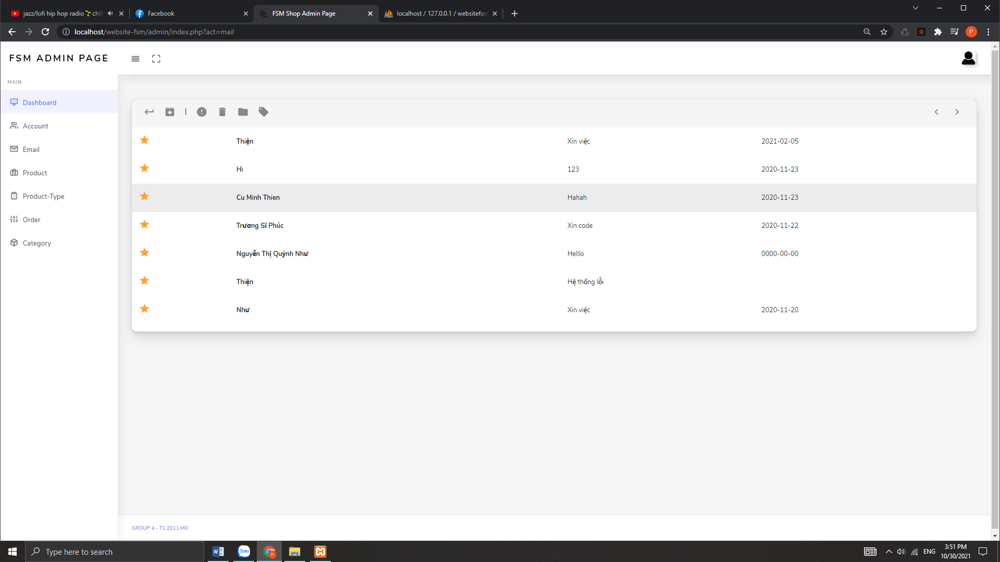 jazz/lofi hip hop radio🌱chil
Facebook
FSM Shop Admin Page
localhost / 127.0.0.1 / websitefsm
localhost/website-fsm/admin/index.php?act=mail
P
FSM ADMIN PAGE
MAIN
Dashboard
Account
Email
Product
Product-Type
Order
Category
Thiện Xin việc 2021-02-05
Hi 123 2020-11-23
Cu Minh Thien Hahah 2020-11-23
Trương Sĩ Phúc Xin code 2020-11-22
Nguyễn Thị Quỳnh Như Helllo 0000-00-00
Thiện Hệ thống lỗi
Như Xin việc 2020-11-20
GROUP 4 - T1.2011.M0
Type here to search
Zalo
P
ENG
3:51 PM
10/30/2021